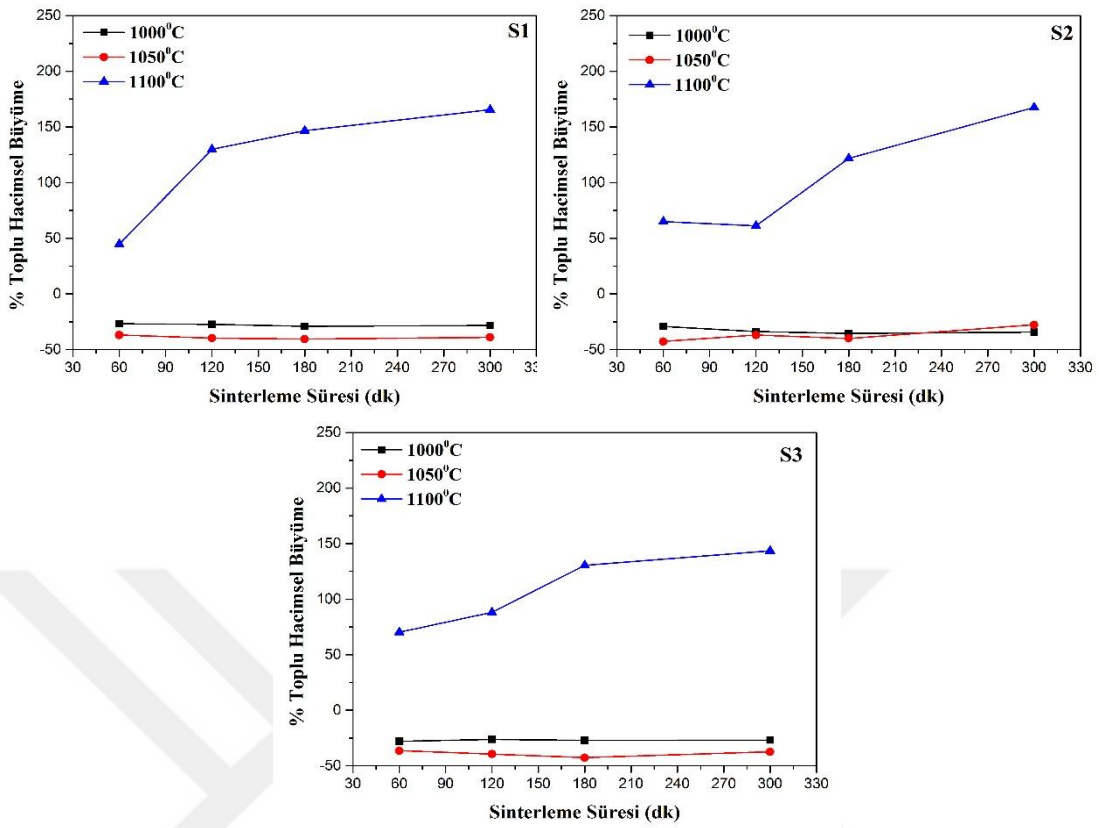 S1
1000⁰C
1050⁰C
1100⁰C
% Toplu Hacimsel Büyüme
250
200
150
100
50
0
-50
30 60 90 120 150 180 210 240 270 300 33
Sinterleme Süresi (dk)
S2
1000⁰C
1050⁰C
1100⁰C
% Toplu Hacimsel Büyüme
250
200
150
100
50
0
-50
30 60 90 120 150 180 210 240 270 300 330
Sinterleme Süresi (dk)
S3
1000⁰C
1050⁰C
1100⁰C
% Toplu Hacimsel Büyüme
250
200
150
100
50
0
-50
30 60 90 120 150 180 210 240 270 300 330
Sinterleme Süresi (dk)